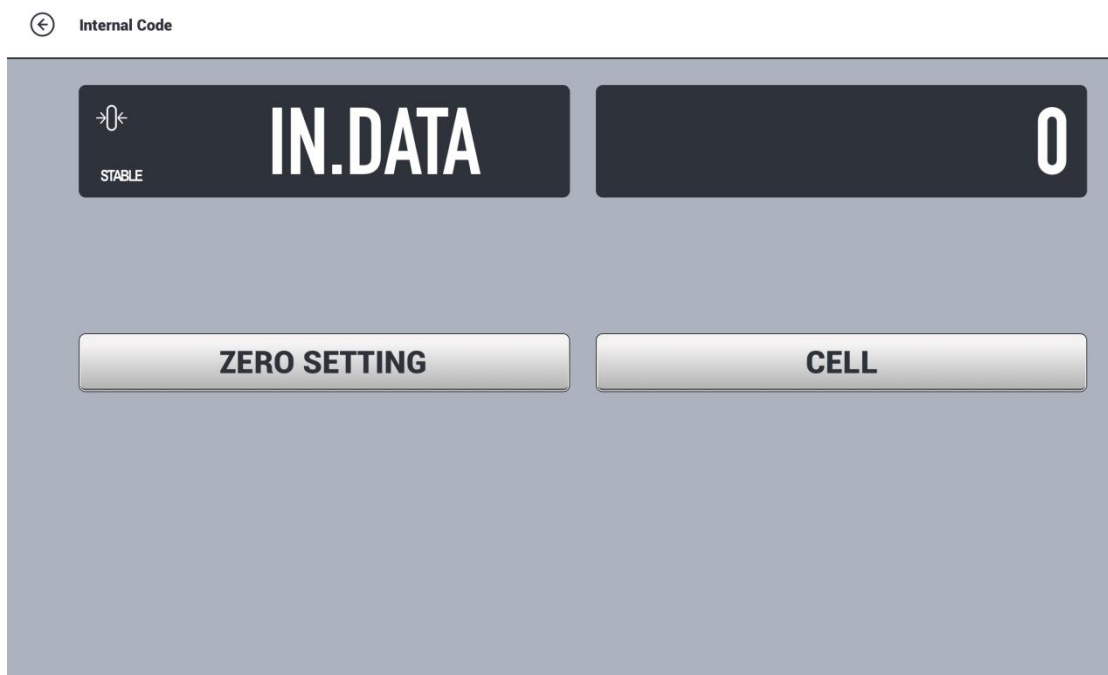 Internal Code
IN.DATA
0
STABLE
ZERO SETTING
CELL